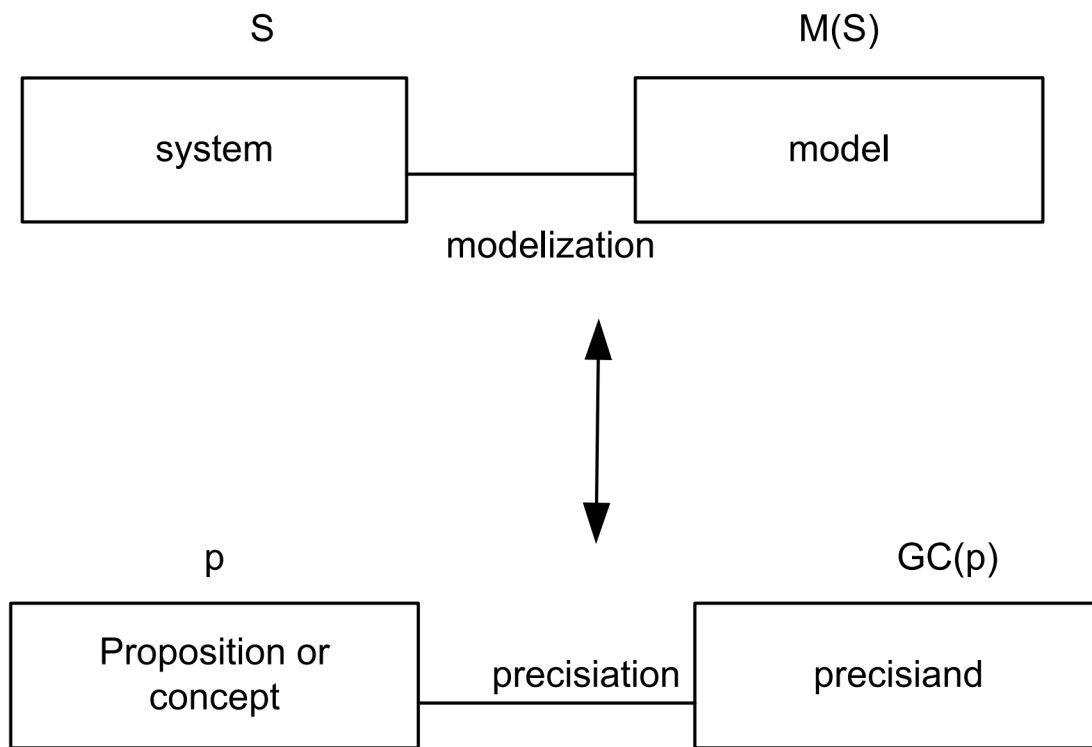 S
M(S)
system
model
modelization
p
GC(p)
Proposition or
concept
precisiation
precisiand